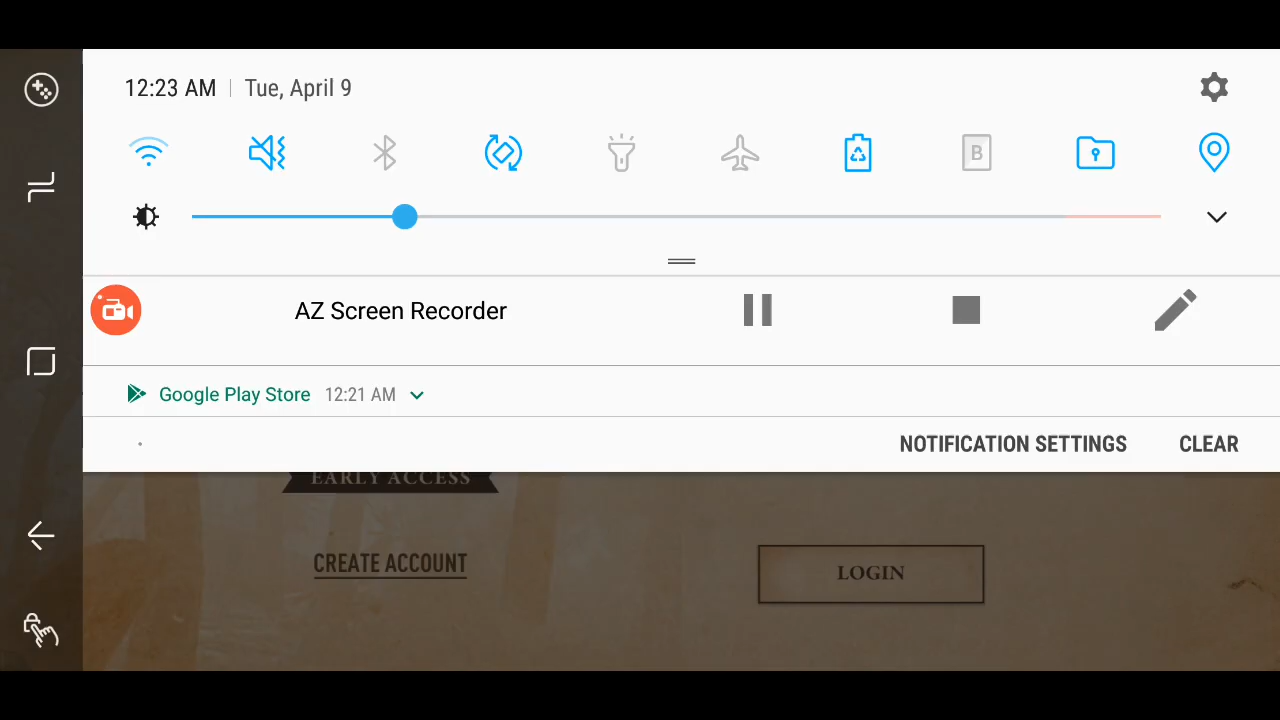 12:23 AM | Tue, April 9
B
AZ Screen Recorder
Google Play Store 12:21 AM
NOTIFICATION SETTINGS CLEAR
EARLY ACCESS
CREATE ACCOUNT
LOGIN